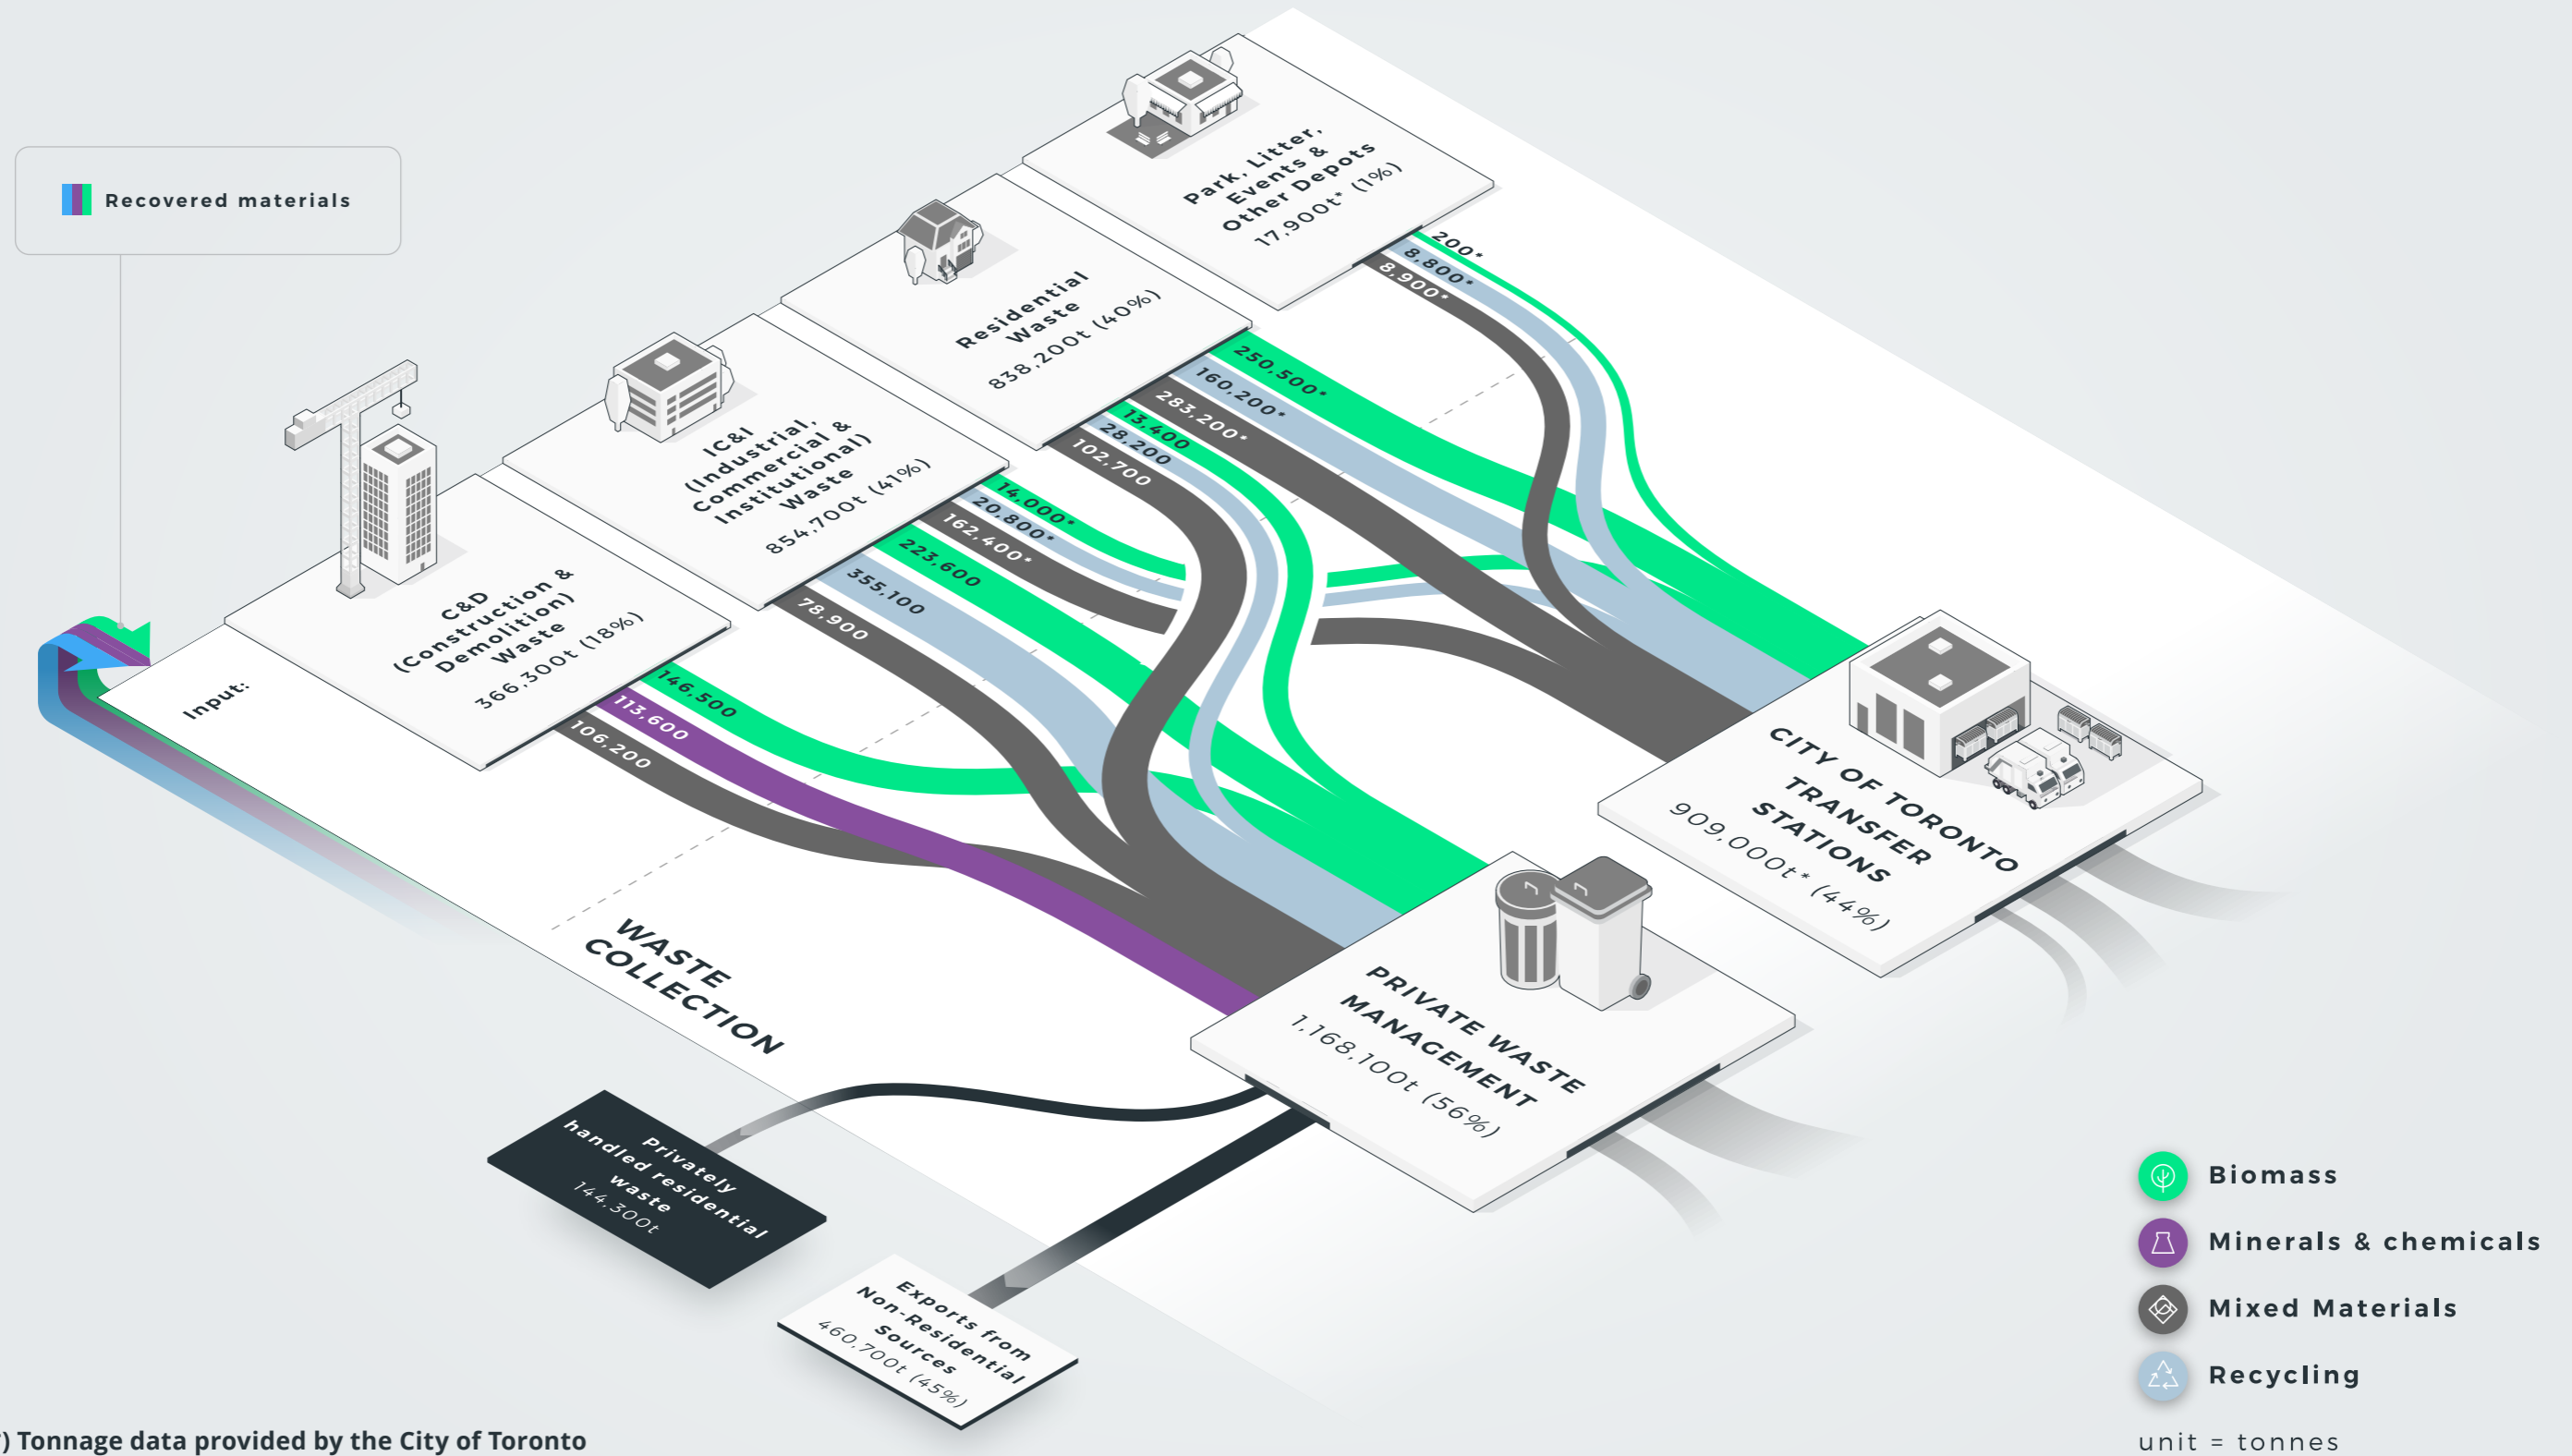 Recovered materials
Park, Litter,
Events &
Other Depots
17,900t* (1%)
200*
8,800*
8,900*
Residential
Waste
838,200t (40%)
250,500*
160,200*
283,200*
13,400
28,200
102,700
IC&I
(Industrial,
Commercial &
Institutional)
Waste
854,700t (41%)
14,000*
20,800*
162,400*
223,600
355,100
78,900
C&D
(Construction &
Demolition)
Waste
366,300t (18%)
146,500
113,600
106,200
Input:
WASTE
COLLECTION
CITY OF TORONTO
TRANSFER
STATIONS
909,000t* (44%)
PRIVATE WASTE
MANAGEMENT
1,168,100t (56%)
Privately
handled residential
waste
144,300t
Exports from
Non-Residential
Sources
460,700t (45%)
Biomass
Minerals & chemicals
Mixed Materials
Recycling
unit = tonnes
) Tonnage data provided by the City of Toronto